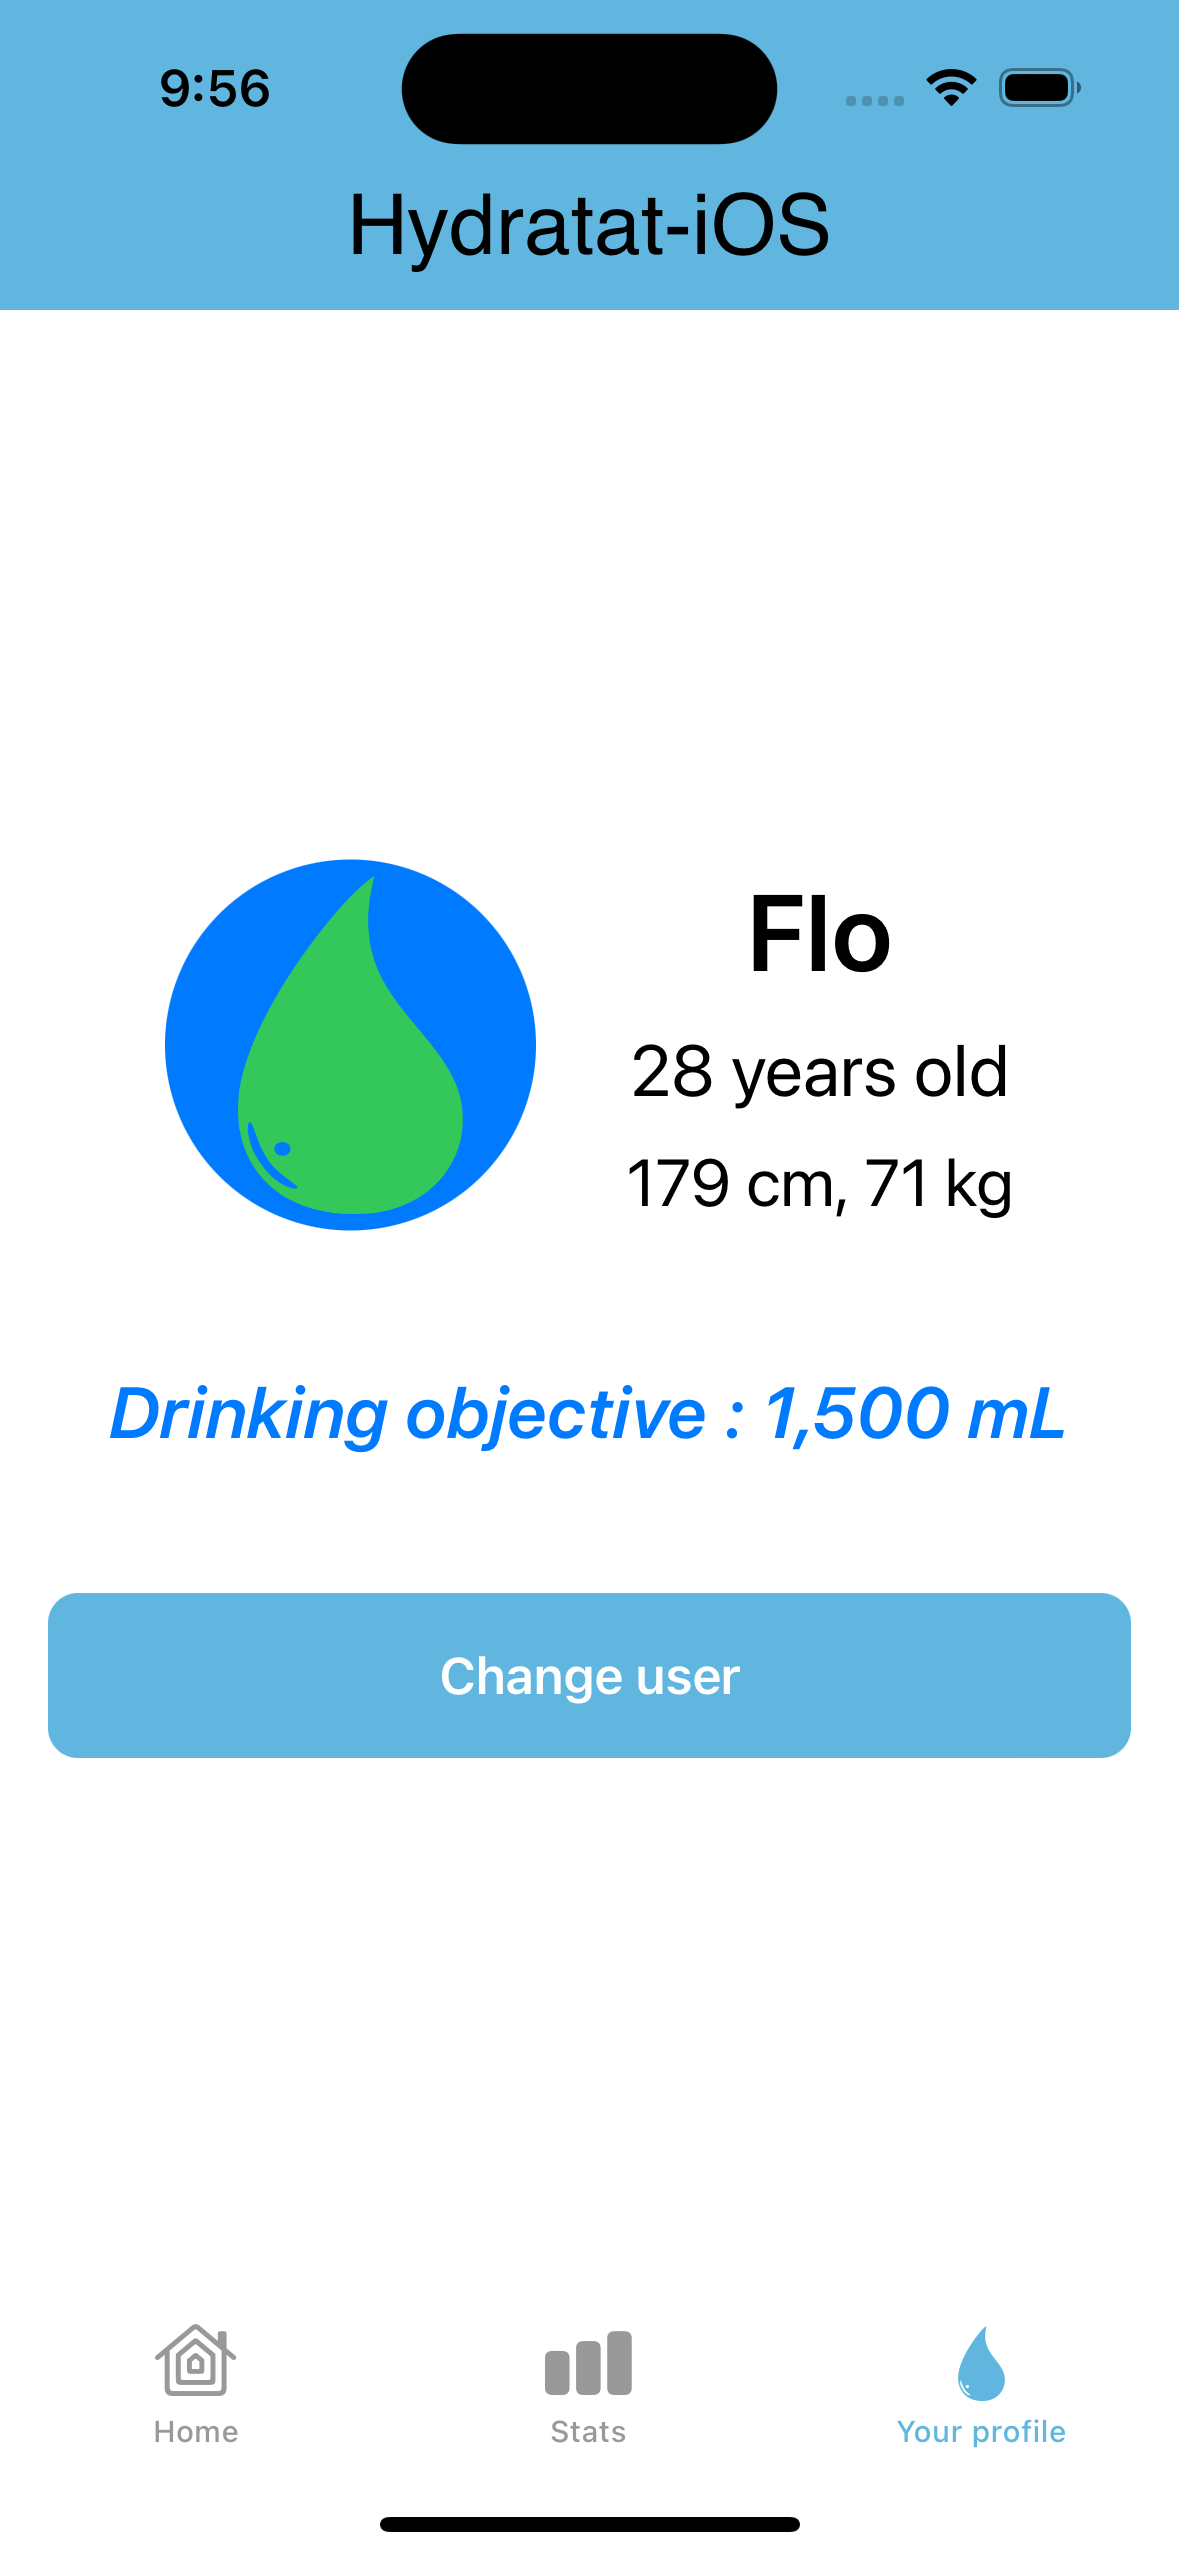 9:56
Hydratat-iOS
Flo
28 years old
179 cm, 71 kg
Drinking objective : 1,500 mL
Change user
Home
Stats
Your profile